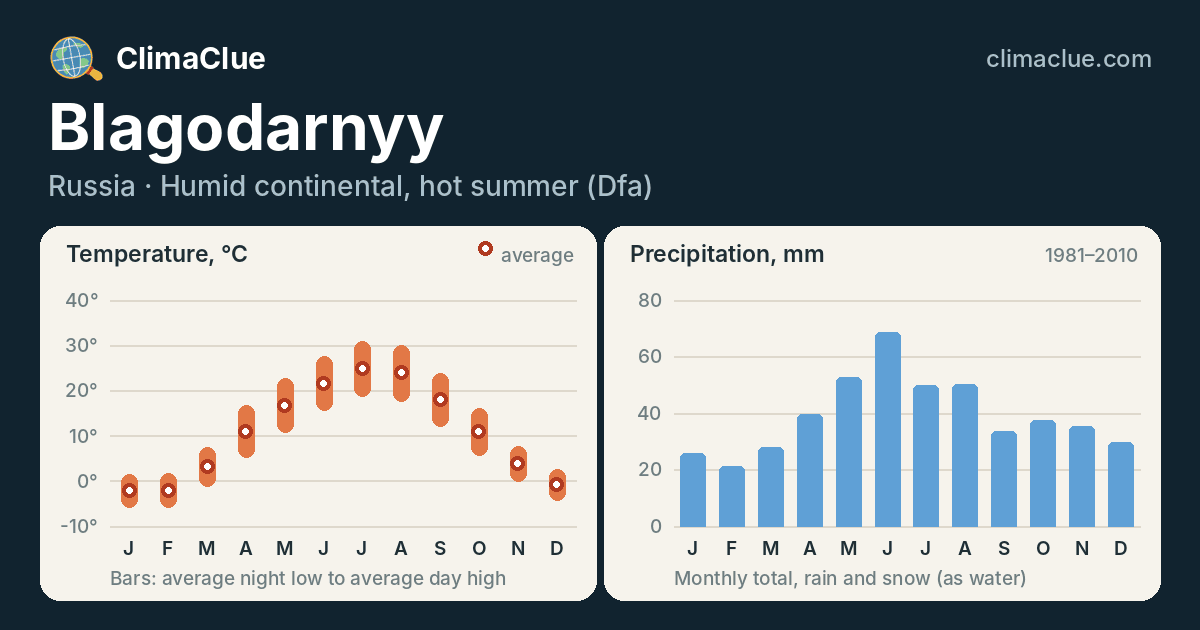 ClimaClue
climaclue.com
Blagodarnyy
Russia · Humid continental, hot summer (Dfa)
Temperature, °C
average
40°
30°
20°
10°
0°
-10°
J F M A M J J A S O N D
Bars: average night low to average day high
Precipitation, mm
1981–2010
80
60
40
20
0
J F M A M J J A S O N D
Monthly total, rain and snow (as water)